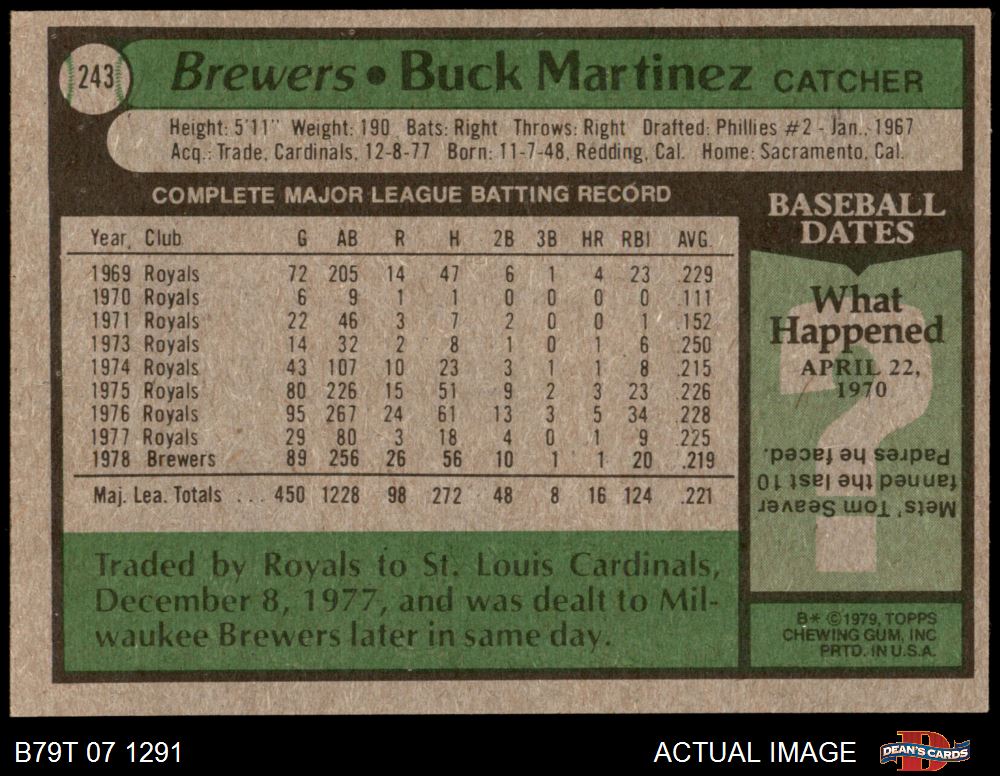 243 Brewers • Buck Martinez CATCHER
Height: 5'11" Weight: 190 Bats: Right Throws: Right Drafted: Phillies #2 - Jan., 1967
Acq.: Trade, Cardinals, 12-8-77 Born: 11-7-48, Redding, Cal. Home: Sacramento, Cal.
COMPLETE MAJOR LEAGUE BATTING RECORD
Year Club G AB R H 2B 3B HR RBI AVG.
1969 Royals 72 205 14 47 6 1 4 23 .229
1970 Royals 6 9 1 1 0 0 0 0 .111
1971 Royals 22 46 3 7 2 0 0 1 .152
1973 Royals 14 32 2 8 1 0 1 6 .250
1974 Royals 43 107 10 23 3 1 1 8 .215
1975 Royals 80 226 15 51 9 2 3 23 .226
1976 Royals 95 267 24 61 13 3 5 34 .228
1977 Royals 29 80 3 18 4 0 1 9 .225
1978 Brewers 89 256 26 56 10 1 1 20 .219
Maj. Lea. Totals ... 450 1228 98 272 48 8 16 124 .221
Traded by Royals to St. Louis Cardinals,
December 8, 1977, and was dealt to Mil-
waukee Brewers later in same day.
BASEBALL
DATES
What
Happened
APRIL 22,
1970
?
Mets' Tom Seaver
fanned the last 10
Padres he faced.
B* ©1979, TOPPS
CHEWING GUM, INC
PRTD. IN U.S.A.
B79T 07 1291
ACTUAL IMAGE
D
DEAN'S CARDS